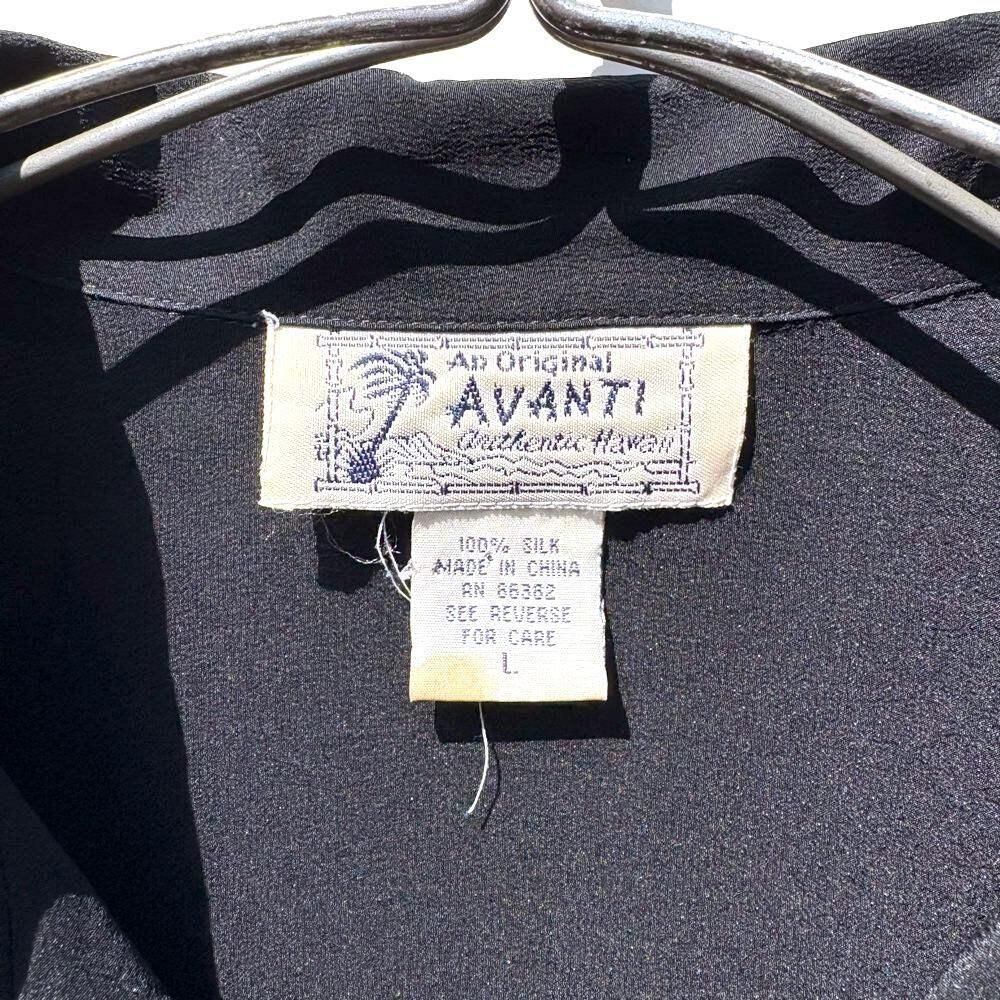 An Original
AVANTI
authentic Hawaii
100% SILK
MADE IN CHINA
RN 86362
SEE REVERSE
FOR CARE
L